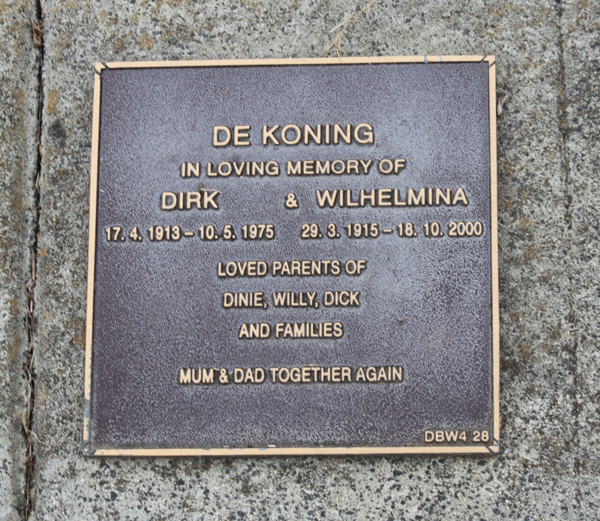 DE KONING
IN LOVING MEMORY OF
DIRK & WILHELMINA
17. 4. 1913 – 10. 5. 1975 29. 3. 1915 – 18. 10. 2000
LOVED PARENTS OF
DINIE, WILLY, DICK
AND FAMILIES
MUM & DAD TOGETHER AGAIN
DBW4 28